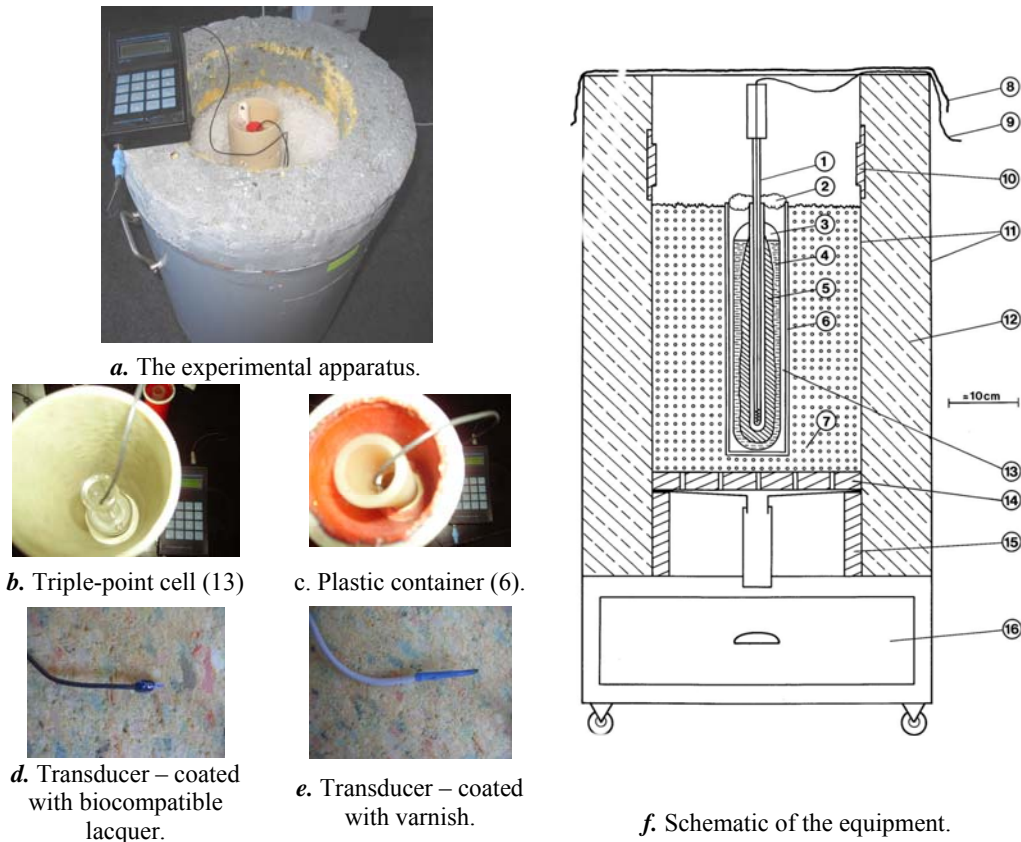 a. The experimental apparatus.
b. Triple-point cell (13)
c. Plastic container (6).
d. Transducer – coated
with biocompatible
lacquer.
e. Transducer – coated
with varnish.
1
2
3
4
5
6
7
8
9
10
11
12
≡10cm
13
14
15
16
f. Schematic of the equipment.